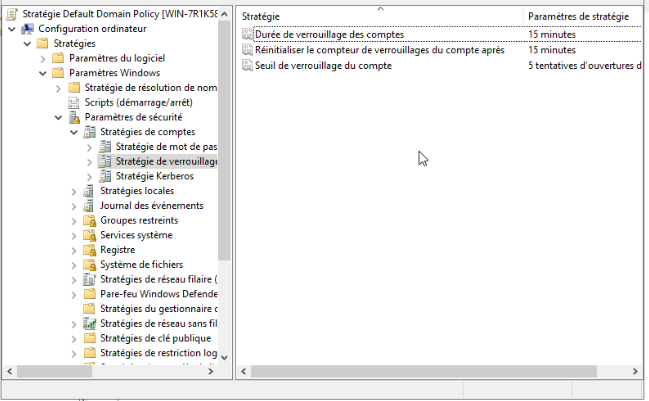 Stratégie Default Domain Policy [WIN-7R1K58
Configuration ordinateur
Stratégies
Paramètres du logiciel
Paramètres Windows
Stratégie de résolution de nom
Scripts (démarrage/arrêt)
Paramètres de sécurité
Stratégies de comptes
Stratégie de mot de pas
Stratégie de verrouillage
Stratégie Kerberos
Stratégies locales
Journal des événements
Groupes restreints
Services système
Registre
Système de fichiers
Stratégies de réseau filaire (
Pare-feu Windows Defende
Stratégies du gestionnaire d
Stratégies de réseau sans fil
Stratégies de clé publique
Stratégies de restriction log
Stratégie Paramètres de stratégie
Durée de verrouillage des comptes 15 minutes
Réinitialiser le compteur de verrouillages du compte après 15 minutes
Seuil de verrouillage du compte 5 tentatives d'ouvertures d